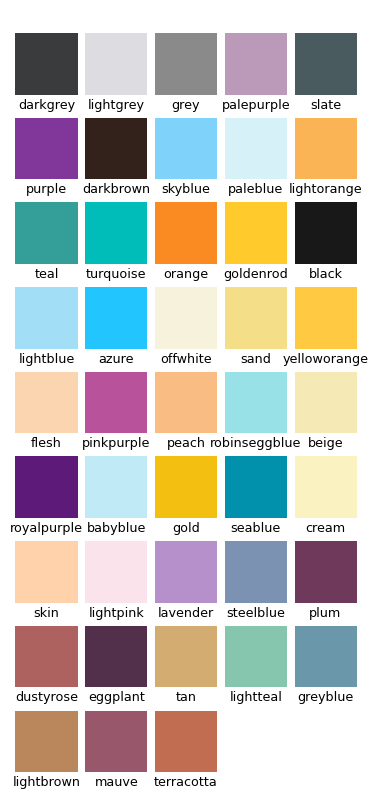 darkgrey lightgrey grey palepurple slate
purple darkbrown skyblue paleblue lightorange
teal turquoise orange goldenrod black
lightblue azure offwhite sand yelloworange
flesh pinkpurple peach robinseggblue beige
royalpurple babyblue gold seablue cream
skin lightpink lavender steelblue plum
dustyrose eggplant tan lightteal greyblue
lightbrown mauve terracotta